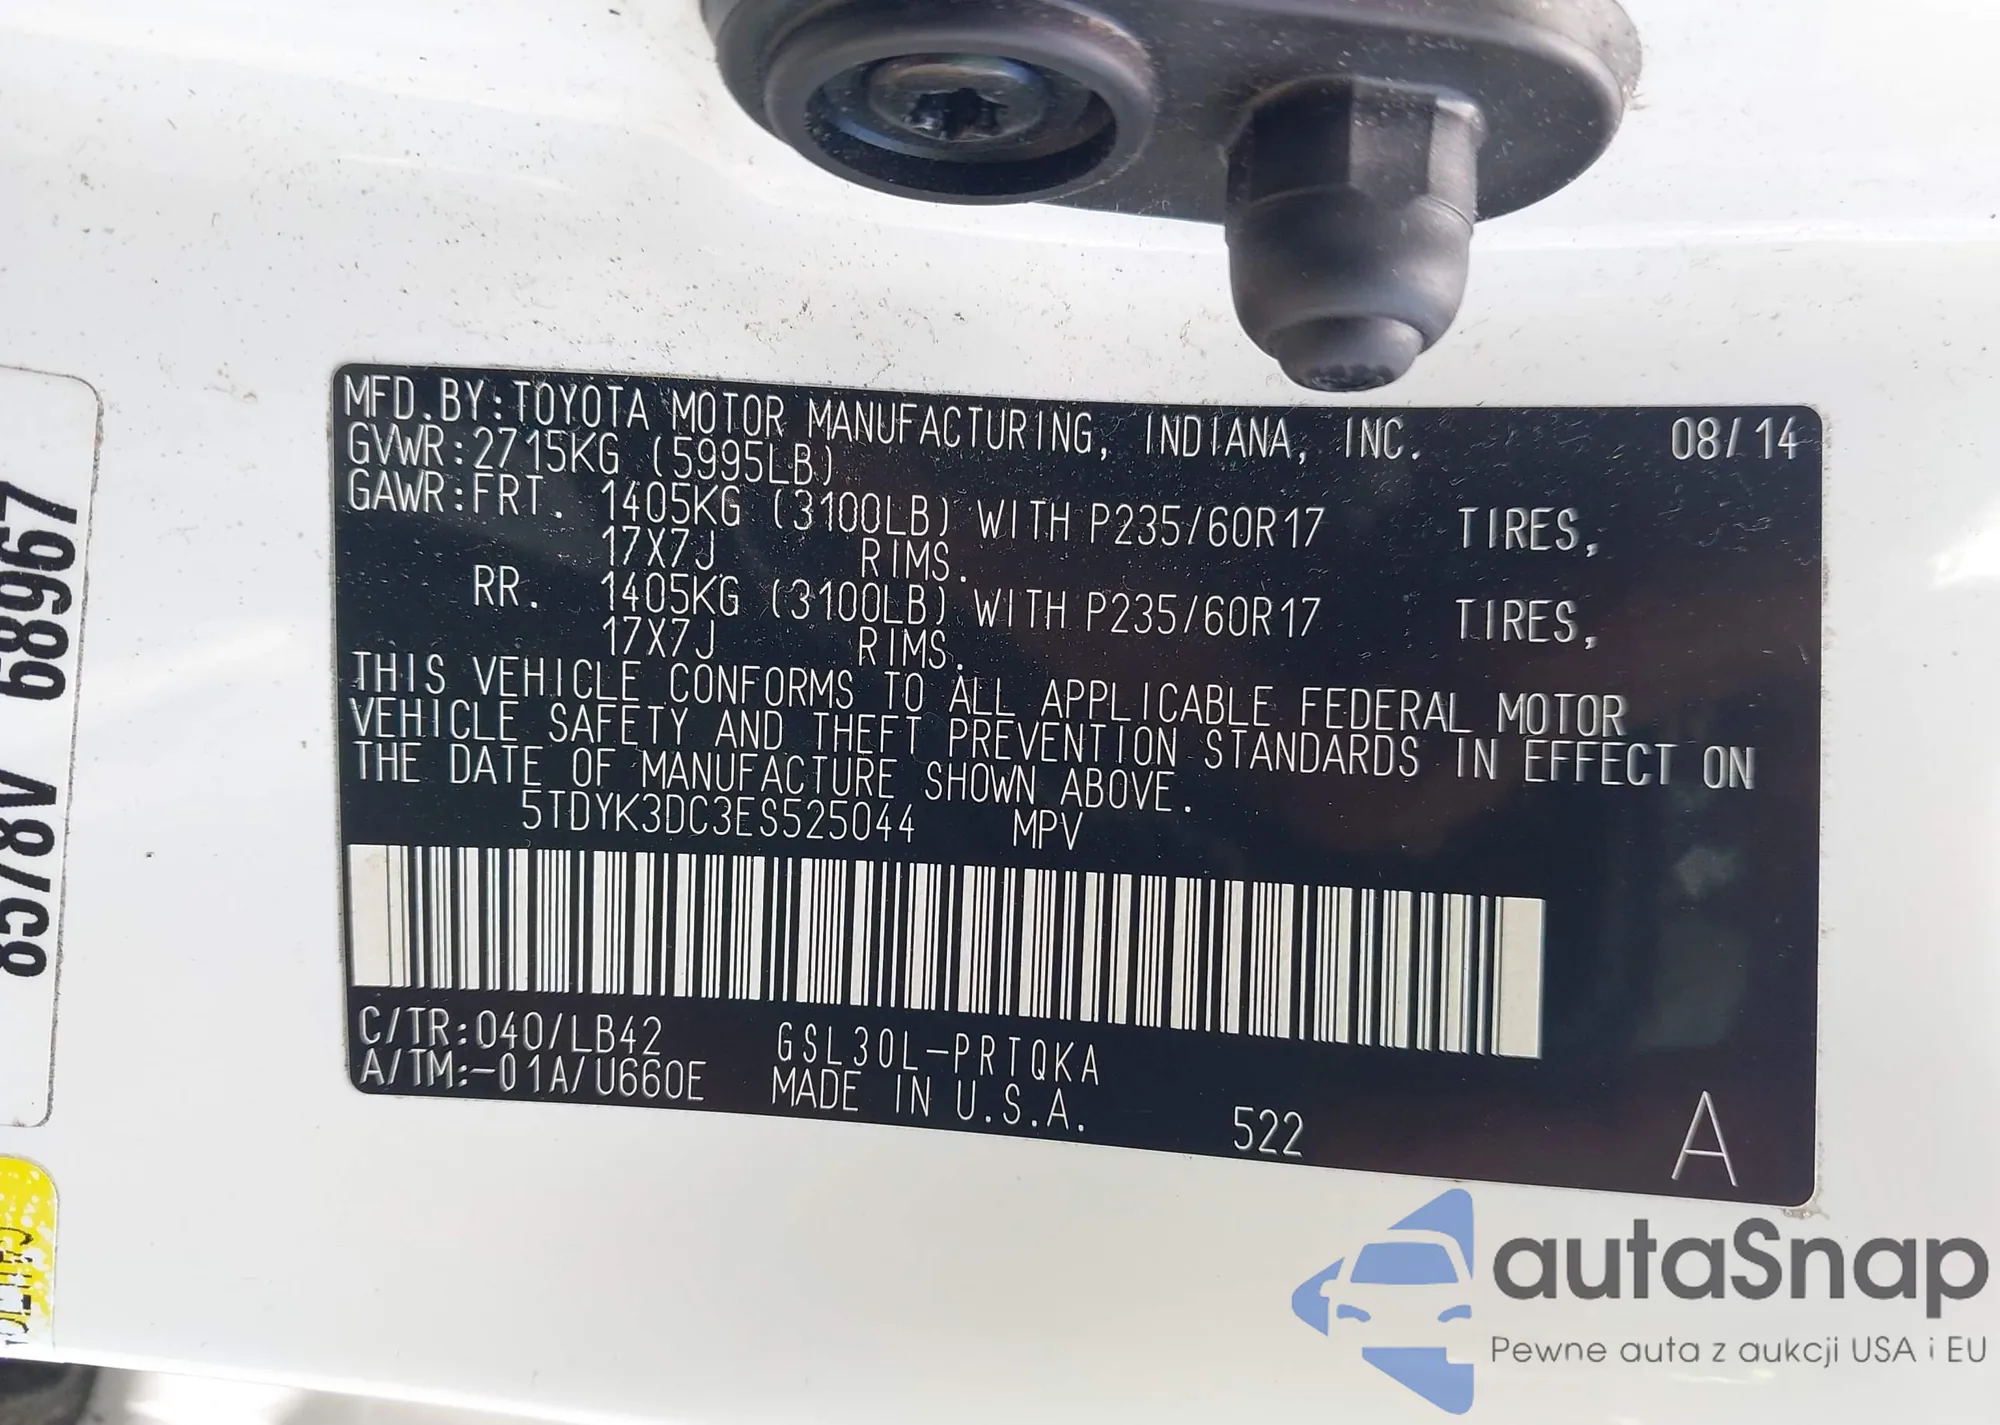 MFD.BY:TOYOTA MOTOR MANUFACTURING, INDIANA, INC. 08/14
GVWR:2715KG (5995LB)
GAWR:FRT. 1405KG (3100LB) WITH P235/60R17 TIRES,
17X7J RIMS.
RR. 1405KG (3100LB) WITH P235/60R17 TIRES,
17X7J RIMS.
THIS VEHICLE CONFORMS TO ALL APPLICABLE FEDERAL MOTOR
VEHICLE SAFETY AND THEFT PREVENTION STANDARDS IN EFFECT ON
THE DATE OF MANUFACTURE SHOWN ABOVE.
5TDYK3DC3ES525044 MPV
C/TR:040/LB42 GSL30L-PRTQKA
A/TM:-01A/U660E MADE IN U.S.A. 522 A
8578V 68967
autaSnap
Pewne auta z aukcji USA i EU